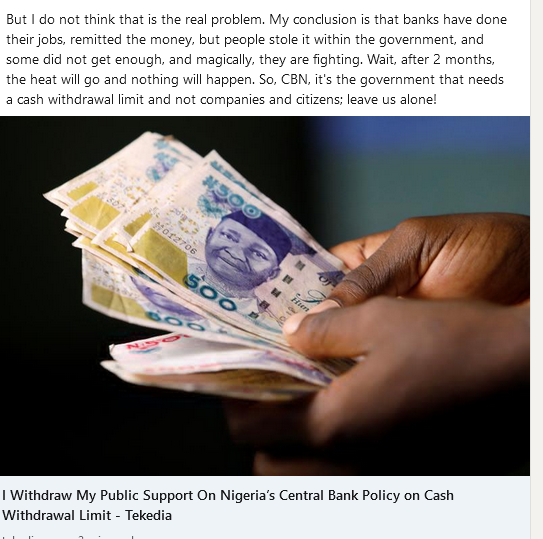 But I do not think that is the real problem. My conclusion is that banks have done
their jobs, remitted the money, but people stole it within the government, and
some did not get enough, and magically, they are fighting. Wait, after 2 months,
the heat will go and nothing will happen. So, CBN, it's the government that needs
a cash withdrawal limit and not companies and citizens; leave us alone!
₦500
500
500
I Withdraw My Public Support On Nigeria's Central Bank Policy on Cash
Withdrawal Limit - Tekedia